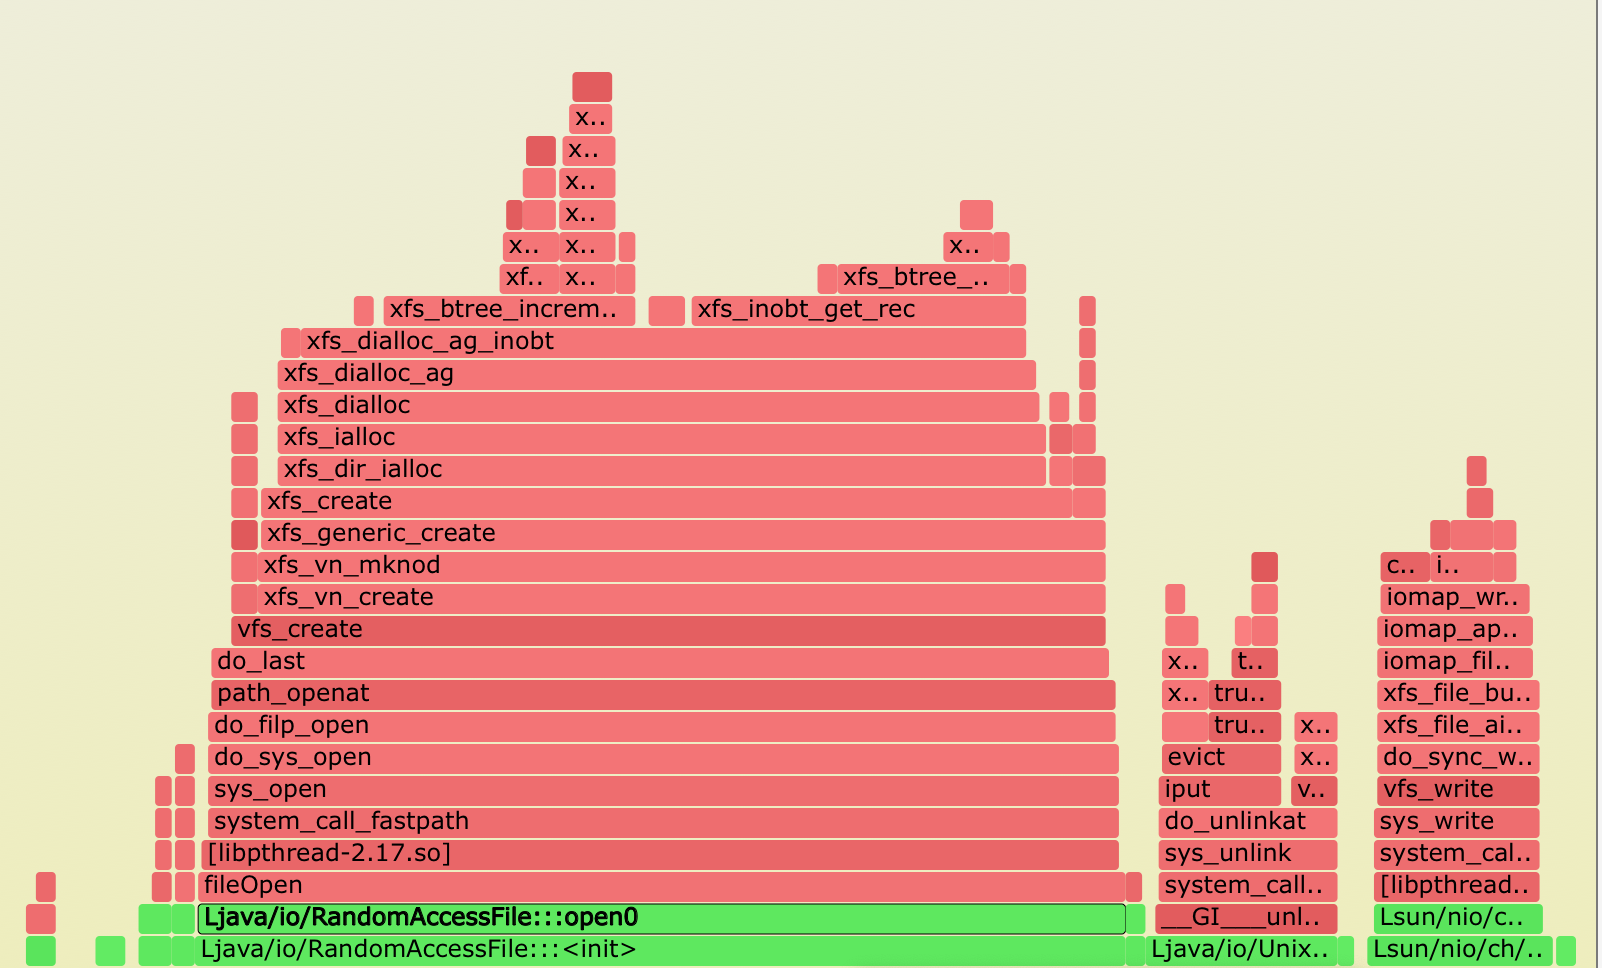 x..
x..
x..
x..
x.. x.. x..
xf.. x.. xfs_btree_..
xfs_btree_increm.. xfs_inobt_get_rec
xfs_dialloc_ag_inobt
xfs_dialloc_ag
xfs_dialloc
xfs_ialloc
xfs_dir_ialloc
xfs_create
xfs_generic_create
xfs_vn_mknod c.. i..
xfs_vn_create iomap_wr..
vfs_create iomap_ap..
do_last x.. t.. iomap_fil..
path_openat x.. tru.. xfs_file_bu..
do_filp_open tru.. x.. xfs_file_ai..
do_sys_open evict x.. do_sync_w..
sys_open iput v.. vfs_write
system_call_fastpath do_unlinkat sys_write
[libpthread-2.17.so] sys_unlink system_cal..
fileOpen system_call.. [libpthread..
Ljava/io/RandomAccessFile:::open0 __GI___unl.. Lsun/nio/c..
Ljava/io/RandomAccessFile:::<init> Ljava/io/Unix.. Lsun/nio/ch/..